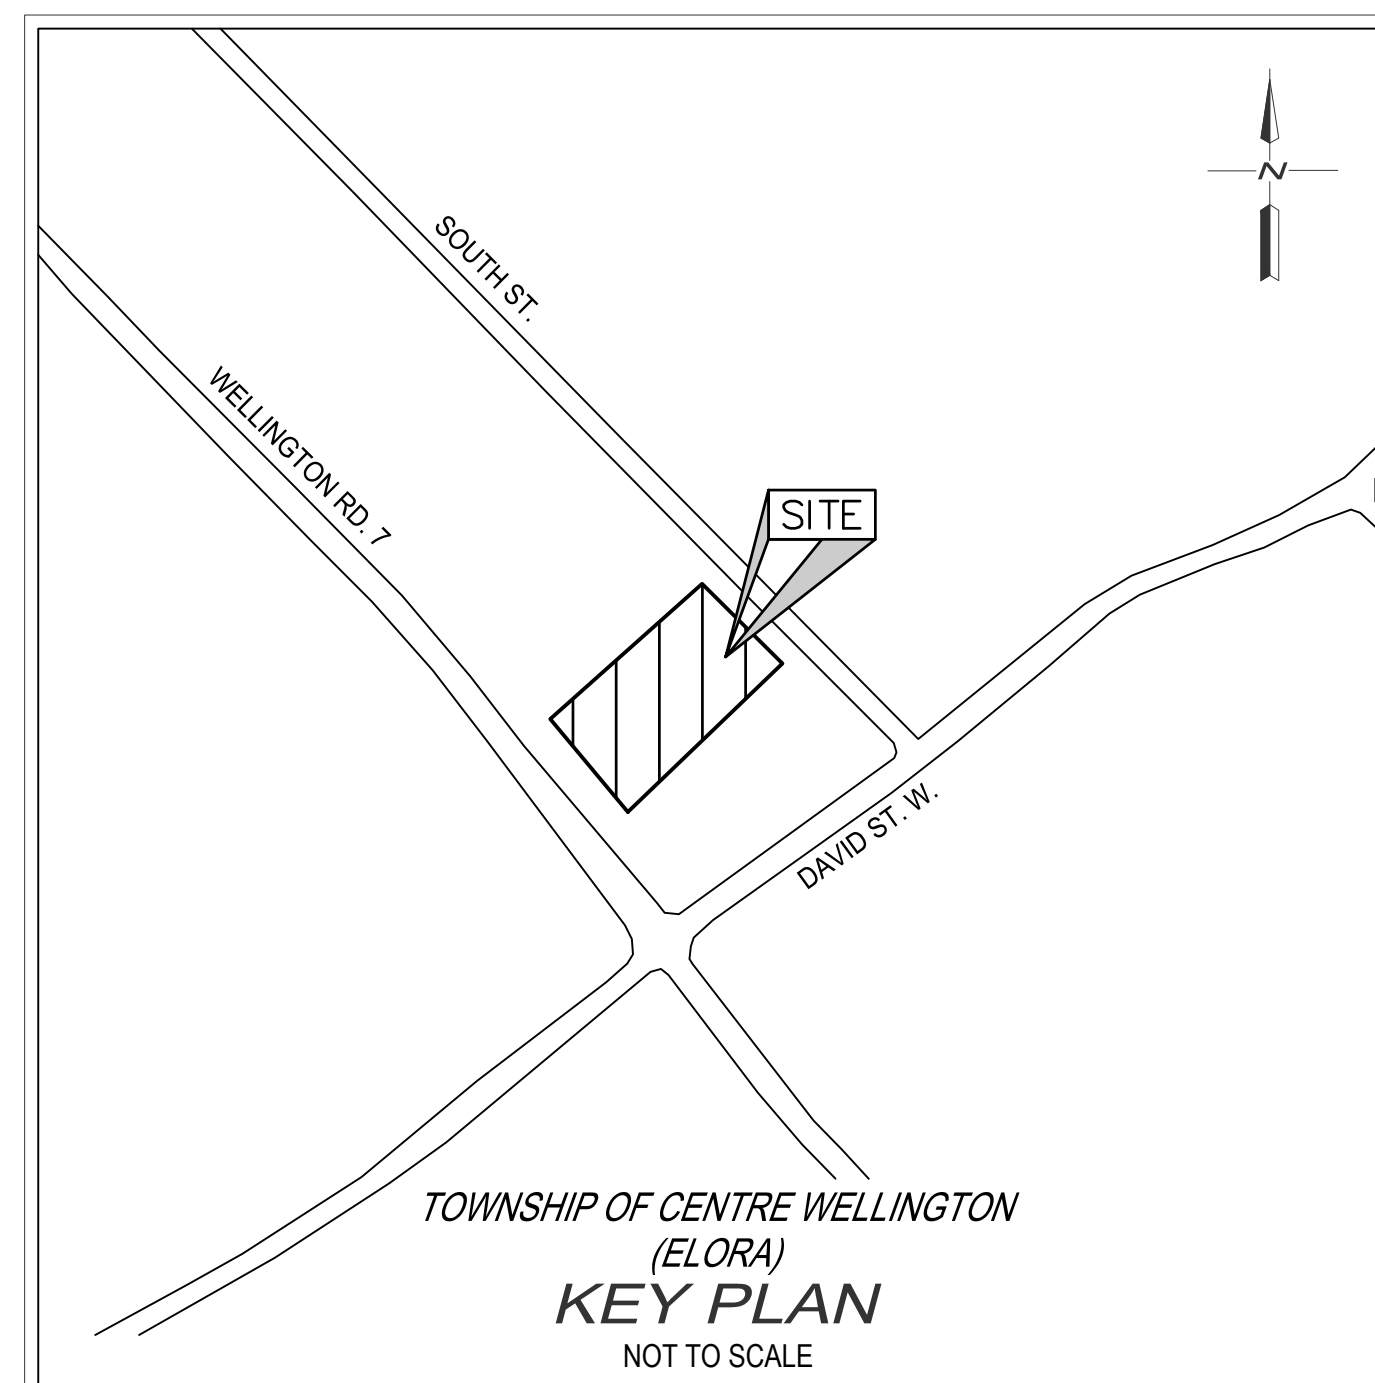 N
SOUTH ST.
WELLINGTON RD. 7
SITE
DAVID ST. W.
TOWNSHIP OF CENTRE WELLINGTON
(ELORA)
KEY PLAN
NOT TO SCALE